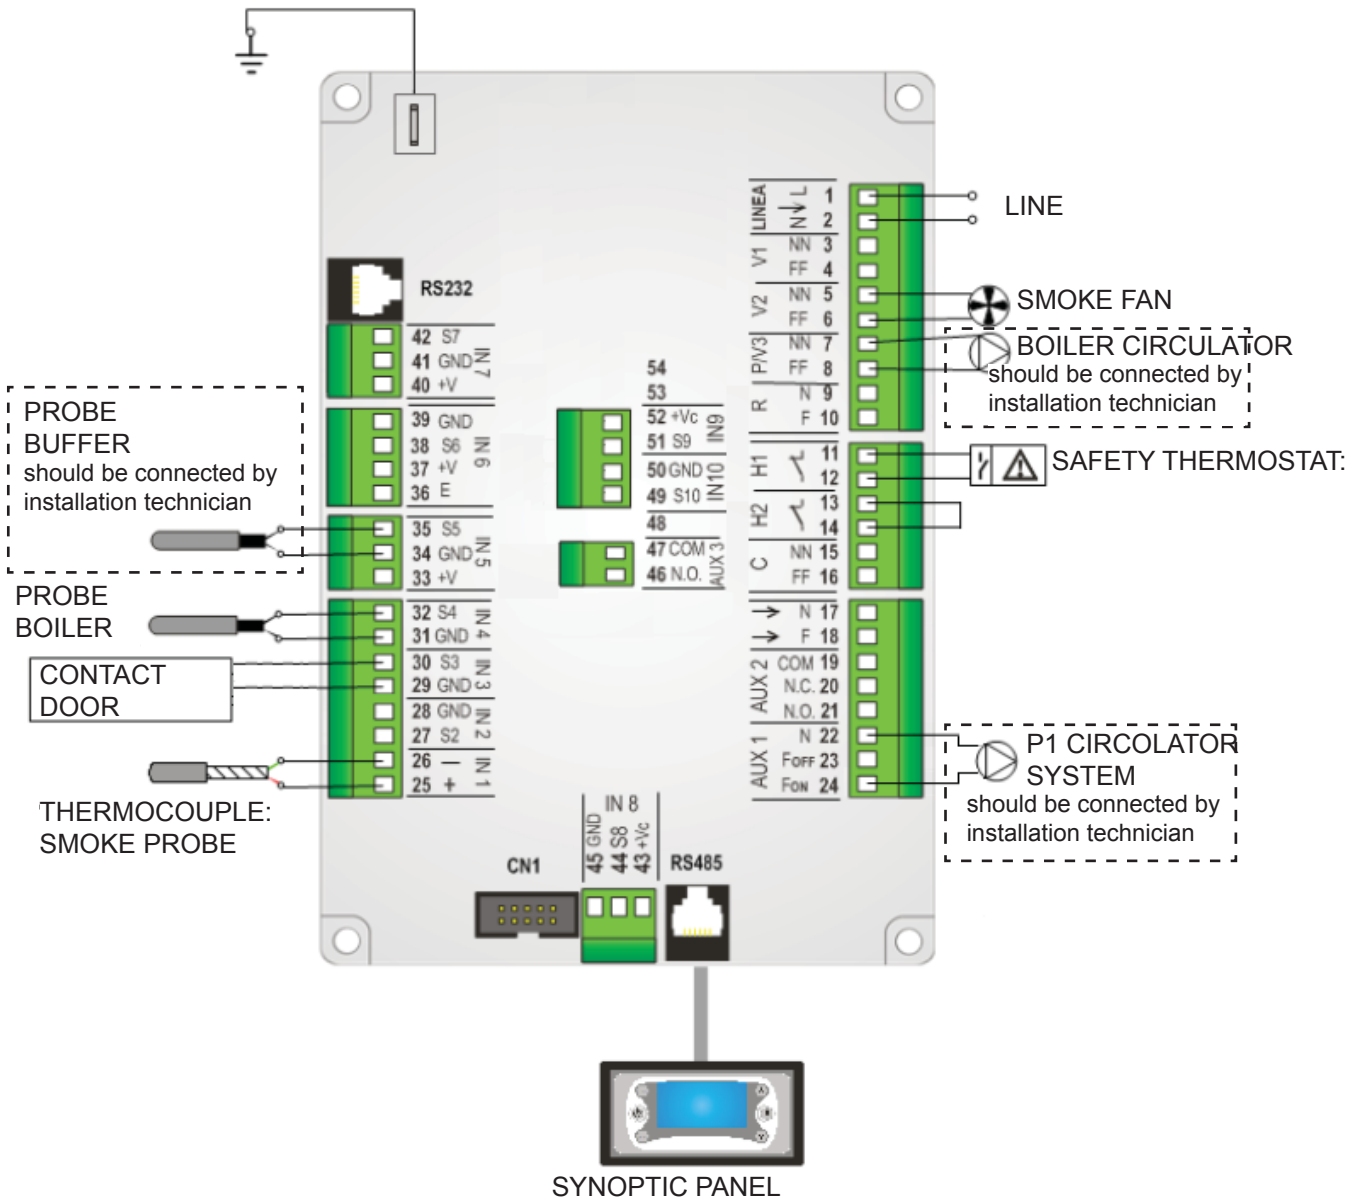 LINE
SMOKE FAN
BOILER CIRCULATOR
should be connected by
installation technician
SAFETY THERMOSTAT:
P1 CIRCOLATOR
SYSTEM
should be connected by
installation technician
PROBE
BUFFER
should be connected by
installation technician
PROBE
BOILER
CONTACT
DOOR
THERMOCOUPLE:
SMOKE PROBE
RS232
42 S7
41 GND
40 +V
IN 7
39 GND
38 S6
37 +V
36 E
IN 6
35 S5
34 GND
33 +V
IN 5
32 S4
31 GND
IN 4
30 S3
29 GND
IN 3
28 GND
27 S2
IN 2
26 —
25 +
IN 1
54
53
52 +Vc
51 S9
IN9
50 GND
49 S10
IN10
48
47 COM
46 N.O.
AUX 3
LINEA
L 1
N 2
V1
NN 3
FF 4
V2
NN 5
FF 6
P/V3
NN 7
FF 8
R
N 9
F 10
H1
11
12
H2
13
14
C
NN 15
FF 16
N 17
F 18
AUX 2
COM 19
N.C. 20
N.O. 21
AUX 1
N 22
FOFF 23
FON 24
IN 8
45 GND
44 S8
43 +Vc
CN1
RS485
SYNOPTIC PANEL